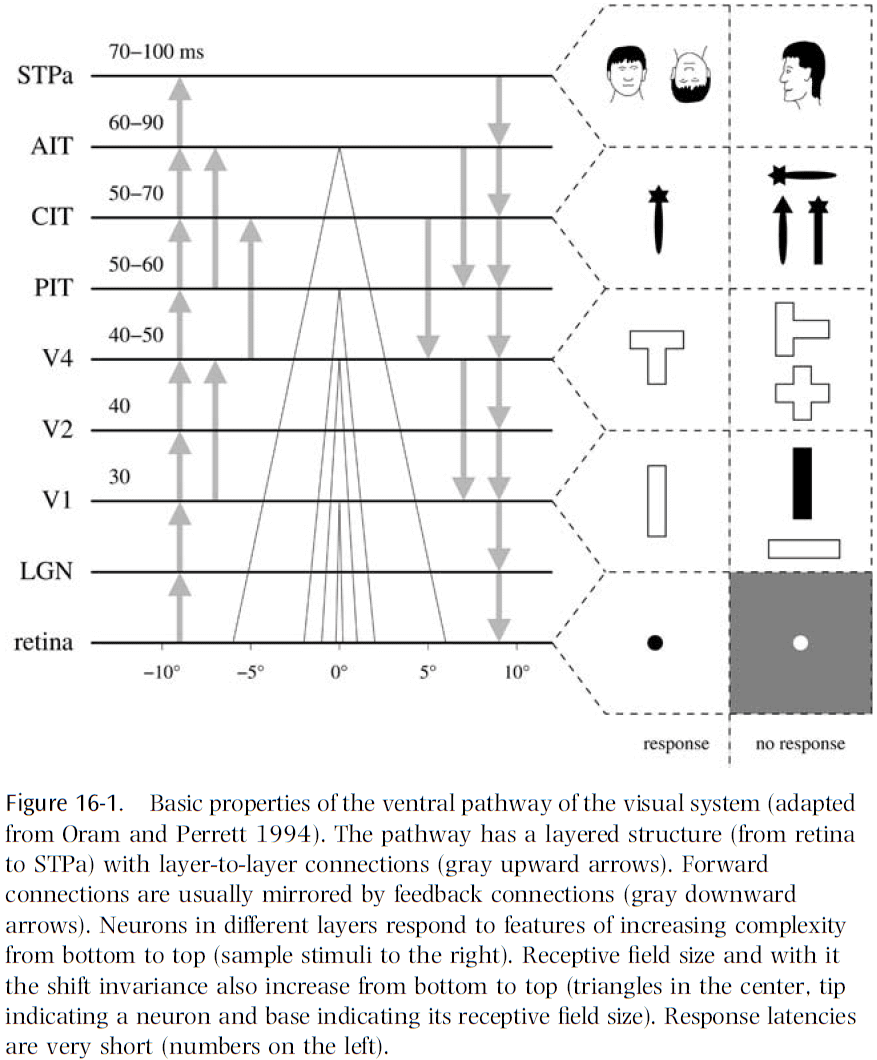 70–100 ms
STPa
60–90
AIT
50–70
CIT
50–60
PIT
40–50
V4
40
V2
30
V1
LGN
retina
−10° −5° 0° 5° 10°
response no response
Figure 16-1. Basic properties of the ventral pathway of the visual system (adapted
from Oram and Perrett 1994). The pathway has a layered structure (from retina
to STPa) with layer-to-layer connections (gray upward arrows). Forward
connections are usually mirrored by feedback connections (gray downward
arrows). Neurons in different layers respond to features of increasing complexity
from bottom to top (sample stimuli to the right). Receptive field size and with it
the shift invariance also increase from bottom to top (triangles in the center, tip
indicating a neuron and base indicating its receptive field size). Response latencies
are very short (numbers on the left).